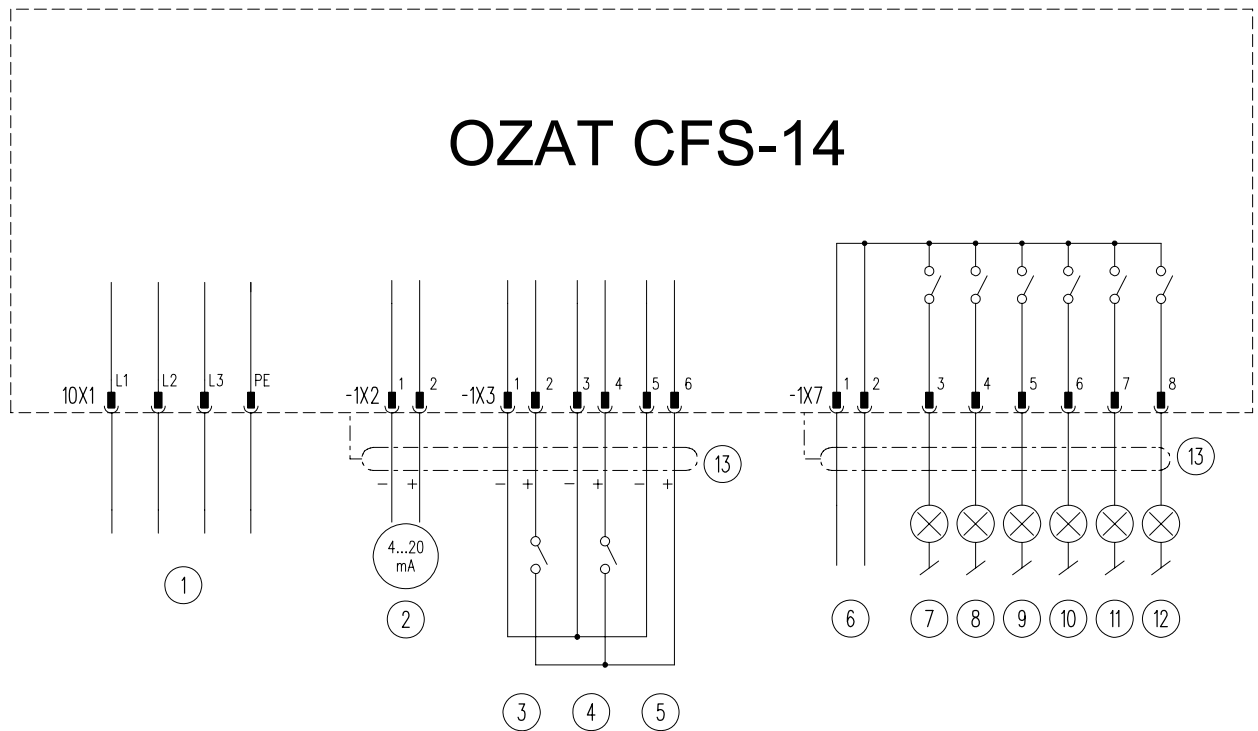 OZAT CFS-14
10X1 L1 L2 L3 PE
-1X2 1 2
-1X3 1 2 3 4 5 6
-1X7 1 2 3 4 5 6 7 8
13
13
- + - + - + - +
4...20
mA
1
2
6 7 8 9 10 11 12
3 4 5